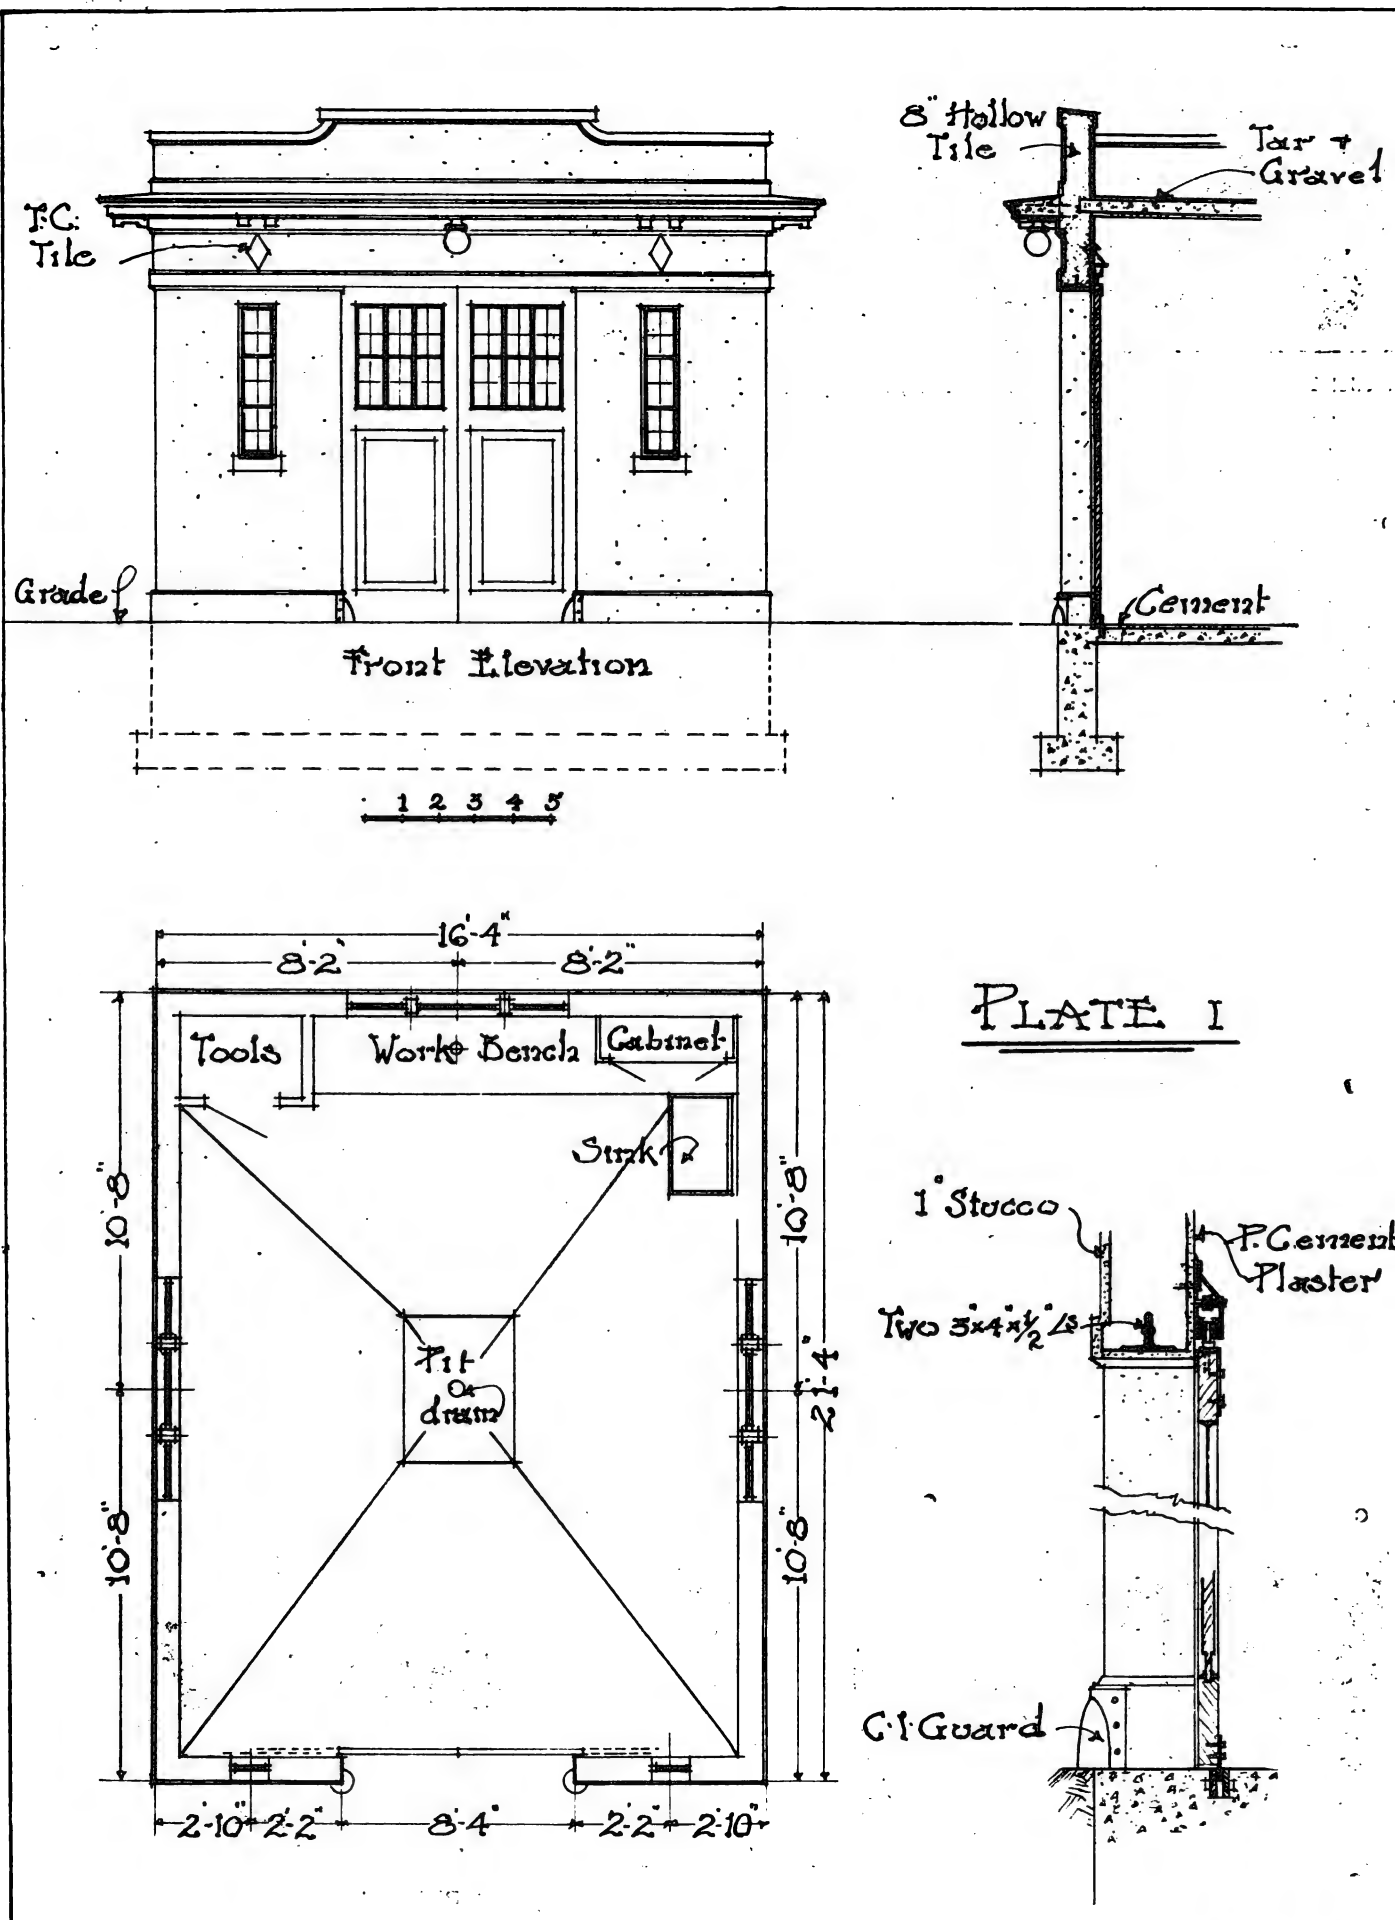 8" Hollow
Tile
Tar +
Gravel
T.C.
Tile
Grade
Cement
Front Elevation
1 2 3 4 5
16'-4"
8'-2" 8'-2"
PLATE I
Tools Work Bench Cabinet
Sink
10'-8" 10'-8"
21'-4"
Pit
drain
10'-8" 10'-8"
2'-10" 2'-2" 8'-4" 2'-2" 2'-10"
1" Stucco
P. Cement
Plaster
Two 3"x4"x1/2" Ls
C.I. Guard